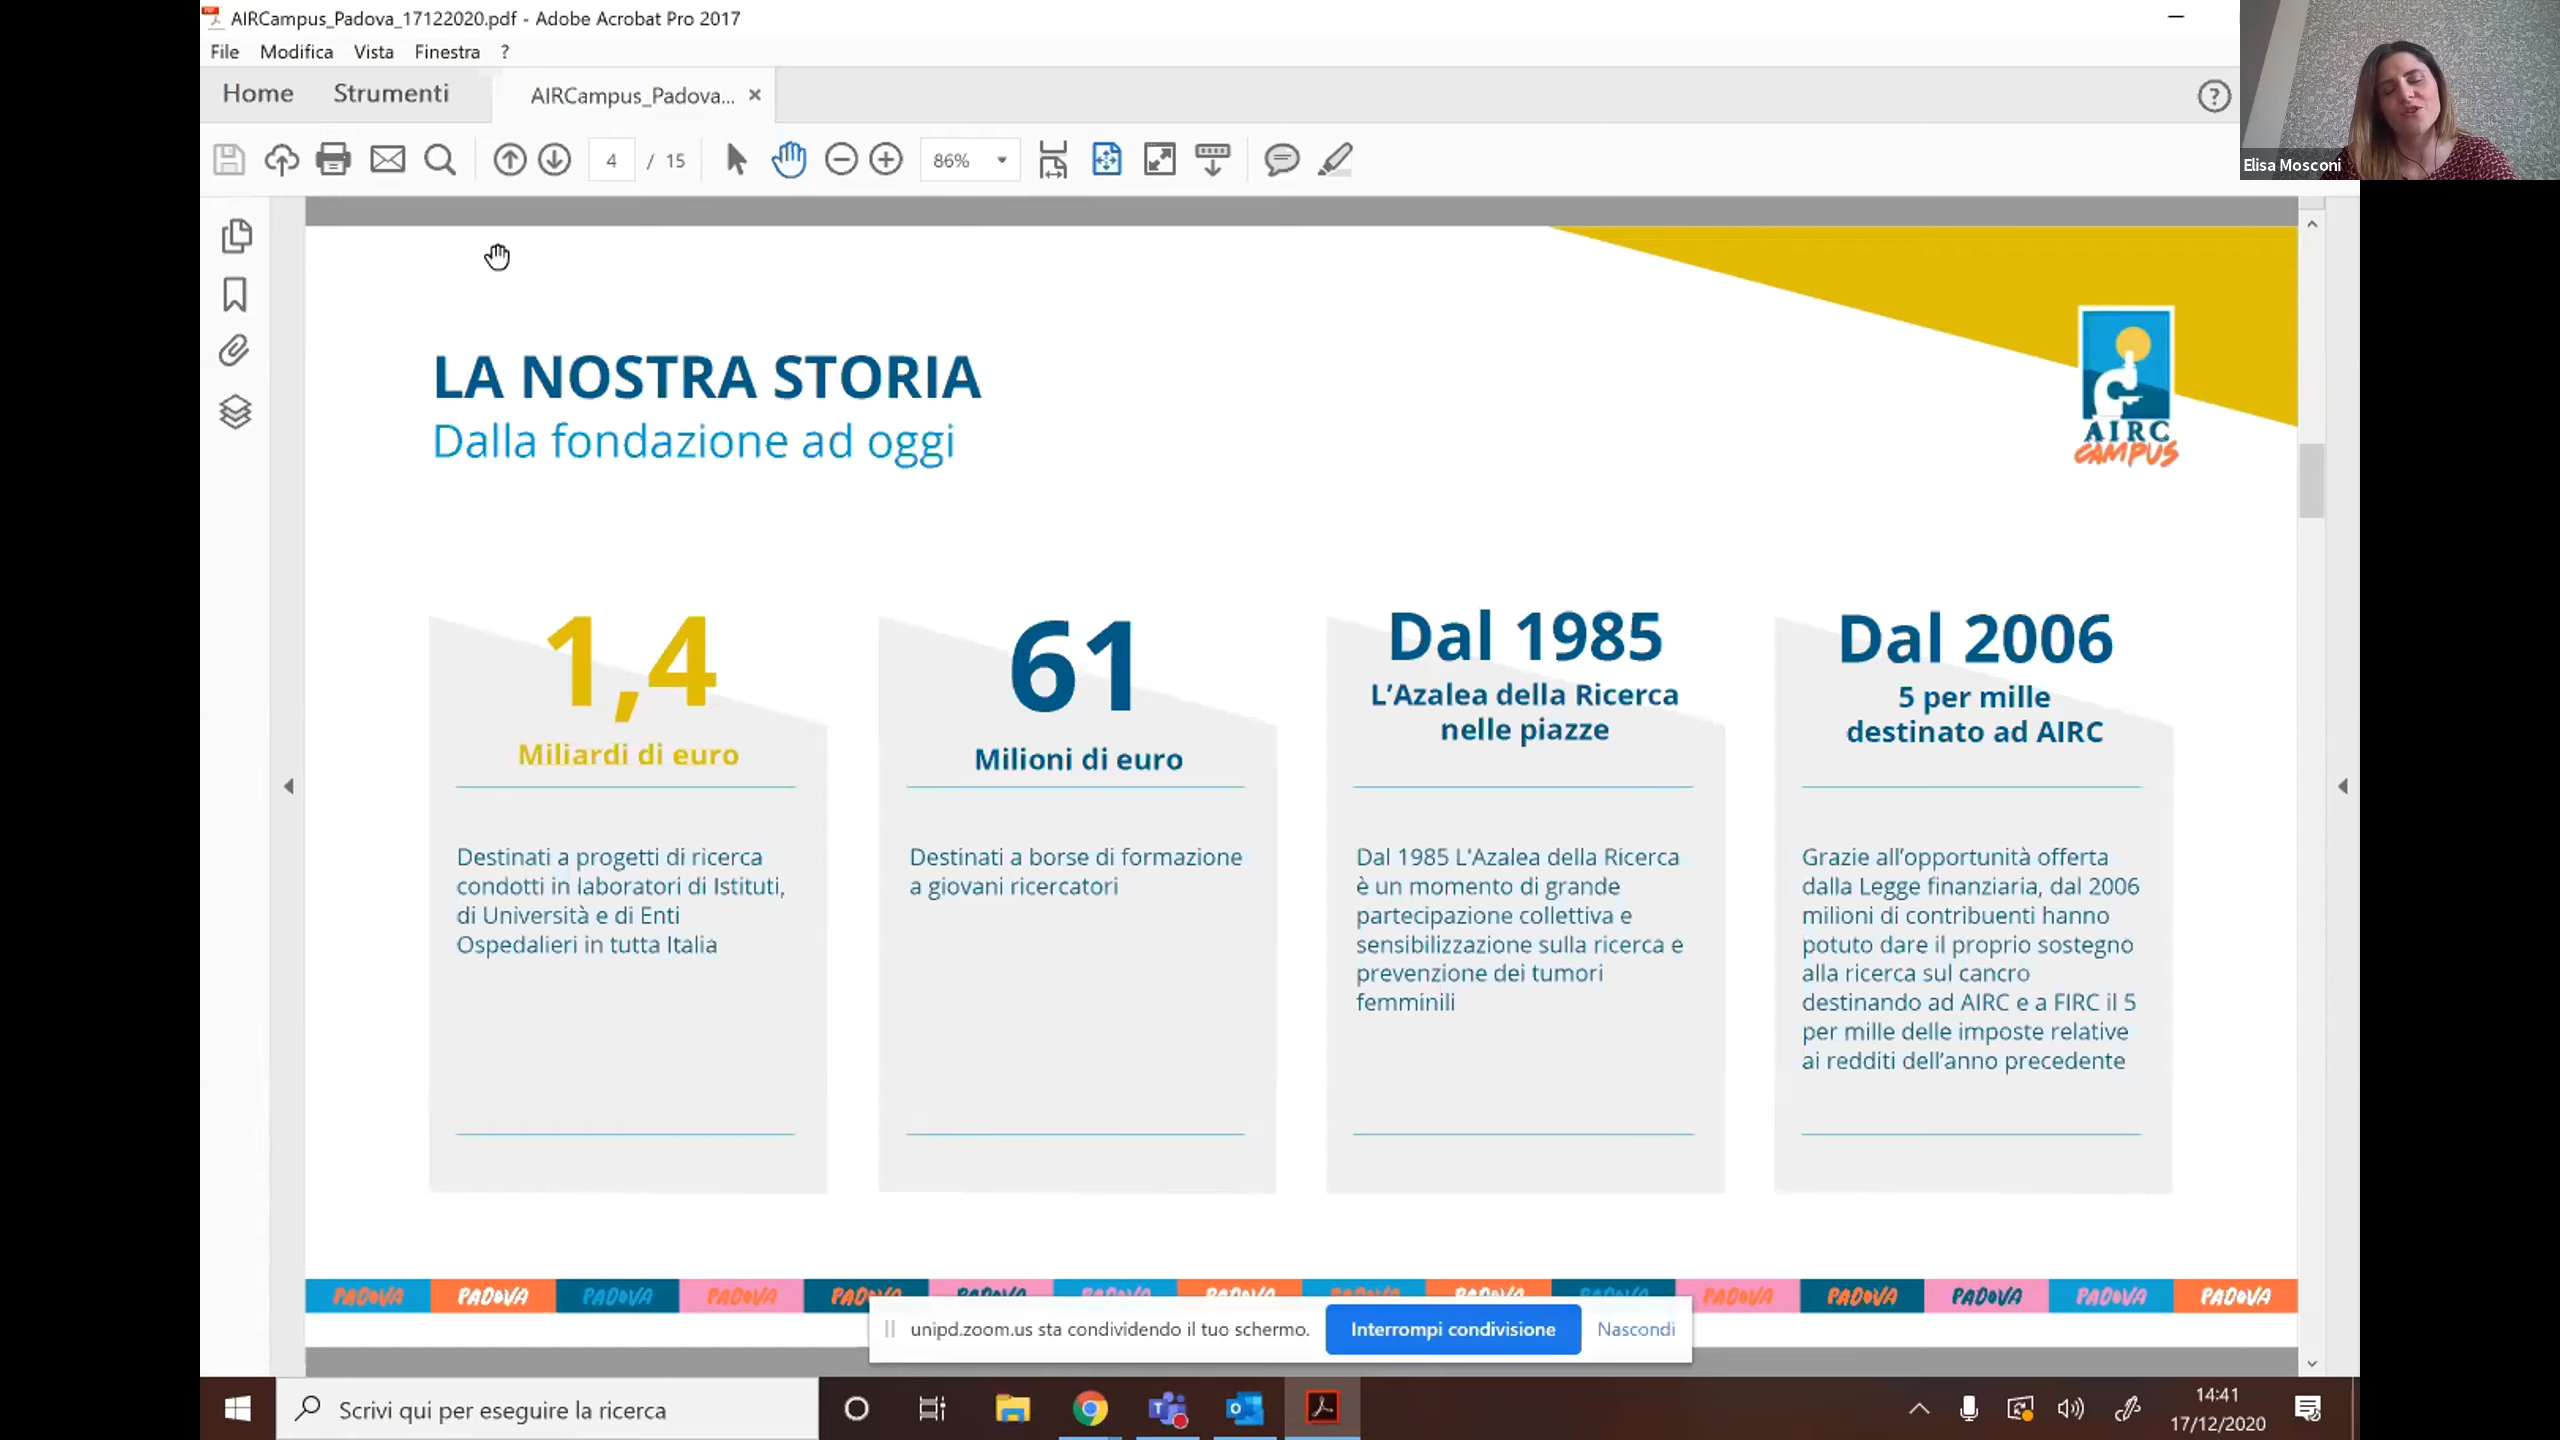 AIRCampus_Padova_17122020.pdf - Adobe Acrobat Pro 2017
File Modifica Vista Finestra ?
Home Strumenti AIRCampus_Padova... ×
4 / 15 86%
Elisa Mosconi
LA NOSTRA STORIA
Dalla fondazione ad oggi
AIRC
CAMPUS
1,4
Miliardi di euro
Destinati a progetti di ricerca
condotti in laboratori di Istituti,
di Università e di Enti
Ospedalieri in tutta Italia
61
Milioni di euro
Destinati a borse di formazione
a giovani ricercatori
Dal 1985
L'Azalea della Ricerca
nelle piazze
Dal 1985 L'Azalea della Ricerca
è un momento di grande
partecipazione collettiva e
sensibilizzazione sulla ricerca e
prevenzione dei tumori
femminili
Dal 2006
5 per mille
destinato ad AIRC
Grazie all'opportunità offerta
dalla Legge finanziaria, dal 2006
milioni di contribuenti hanno
potuto dare il proprio sostegno
alla ricerca sul cancro
destinando ad AIRC e a FIRC il 5
per mille delle imposte relative
ai redditi dell'anno precedente
PADOVA PADOVA PADOVA PADOVA PADOVA PADOVA PADOVA PADOVA PADOVA PADOVA PADOVA PADOVA PADOVA PADOVA PADOVA PADOVA
unipd.zoom.us sta condividendo il tuo schermo. Interrompi condivisione Nascondi
Scrivi qui per eseguire la ricerca
14:41
17/12/2020